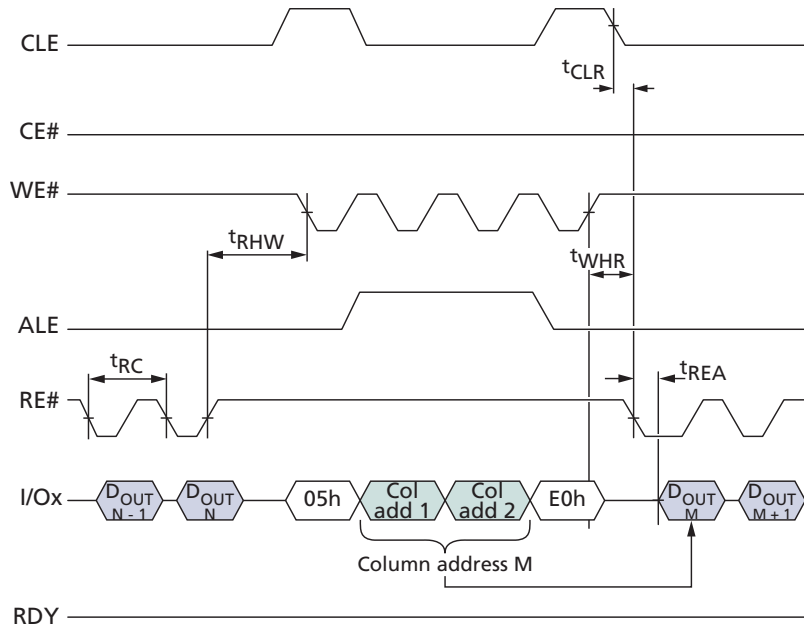 CLE
tCLR
CE#
WE#
tRHW
tWHR
ALE
tRC
tREA
RE#
I/Ox
DOUT N - 1
DOUT N
05h
Col add 1
Col add 2
E0h
DOUT M
DOUT M + 1
Column address M
RDY